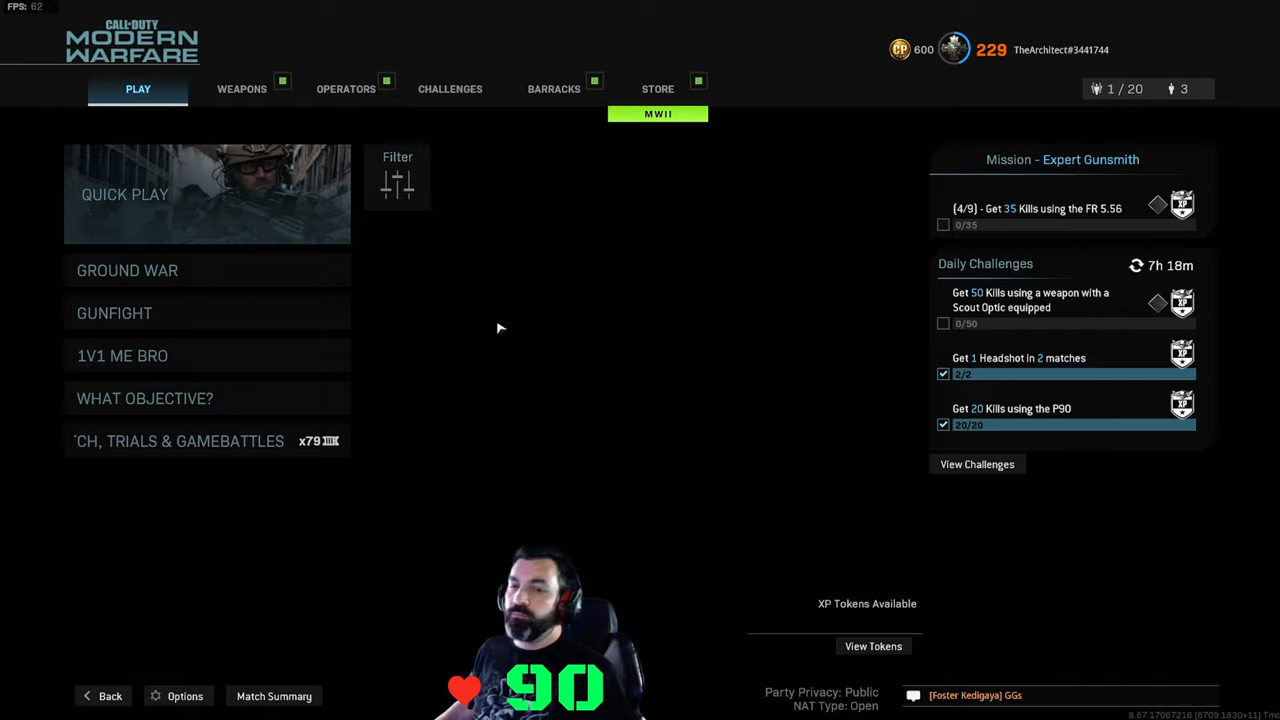 FPS: 62
CALL OF DUTY
MODERN
WARFARE
CP 600 229 TheArchitect#3441744
PLAY WEAPONS OPERATORS CHALLENGES BARRACKS STORE
1 / 20 3
MWII
QUICK PLAY
Filter
GROUND WAR
GUNFIGHT
1V1 ME BRO
WHAT OBJECTIVE?
CH, TRIALS & GAMEBATTLES x79
Mission - Expert Gunsmith
(4/9) - Get 35 Kills using the FR 5.56
XP
0/35
Daily Challenges 7h 18m
Get 50 Kills using a weapon with a
Scout Optic equipped
XP
0/50
Get 1 Headshot in 2 matches
XP
2/2
Get 20 Kills using the P90
XP
20/20
View Challenges
XP Tokens Available
View Tokens
90
Back Options Match Summary
Party Privacy: Public
NAT Type: Open
[Foster Kedigaya] GGs